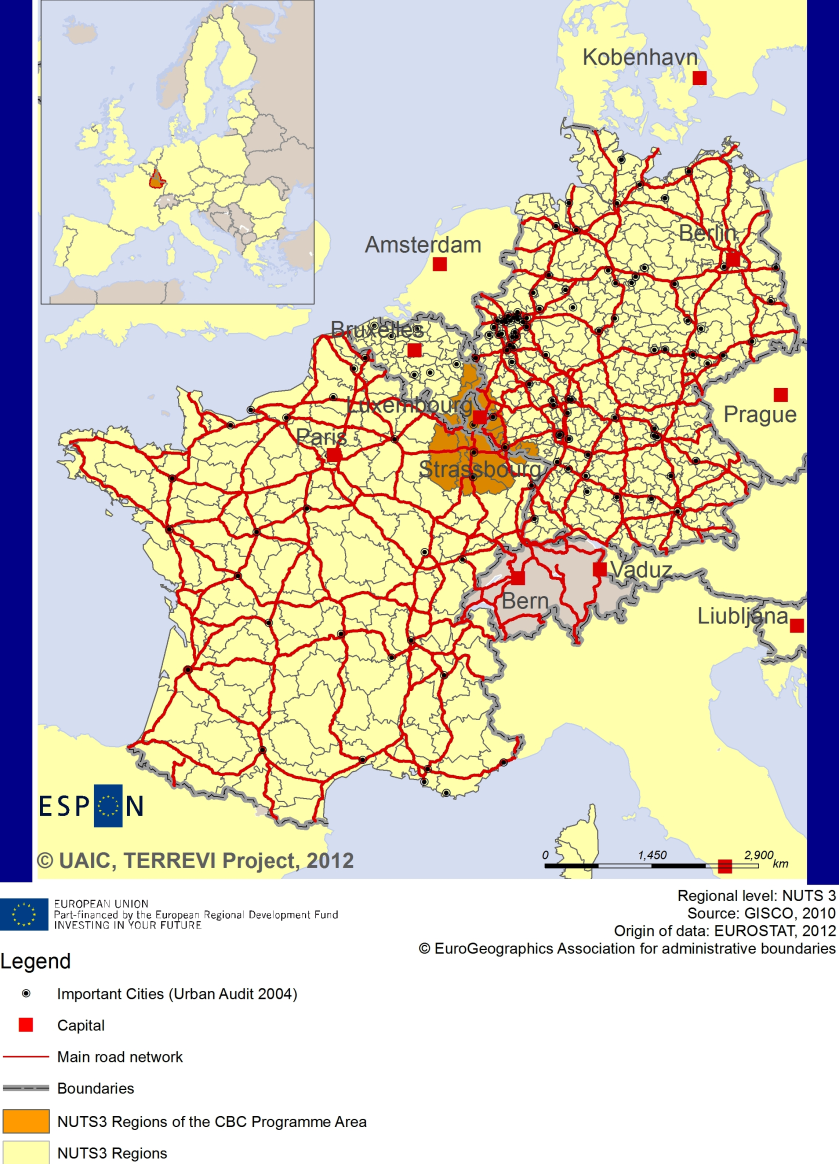 Kobenhavn
Berlin
Amsterdam
Bruxelles
Luxembourg
Prague
Paris
Strassbourg
Vaduz
Bern
Liubljana
ESPON
© UAIC, TERREVI Project, 2012
0 1,450 2,900
km
EUROPEAN UNION
Part-financed by the European Regional Development Fund
INVESTING IN YOUR FUTURE
Regional level: NUTS 3
Source: GISCO, 2010
Origin of data: EUROSTAT, 2012
© EuroGeographics Association for administrative boundaries
Legend
Important Cities (Urban Audit 2004)
Capital
Main road network
Boundaries
NUTS3 Regions of the CBC Programme Area
NUTS3 Regions